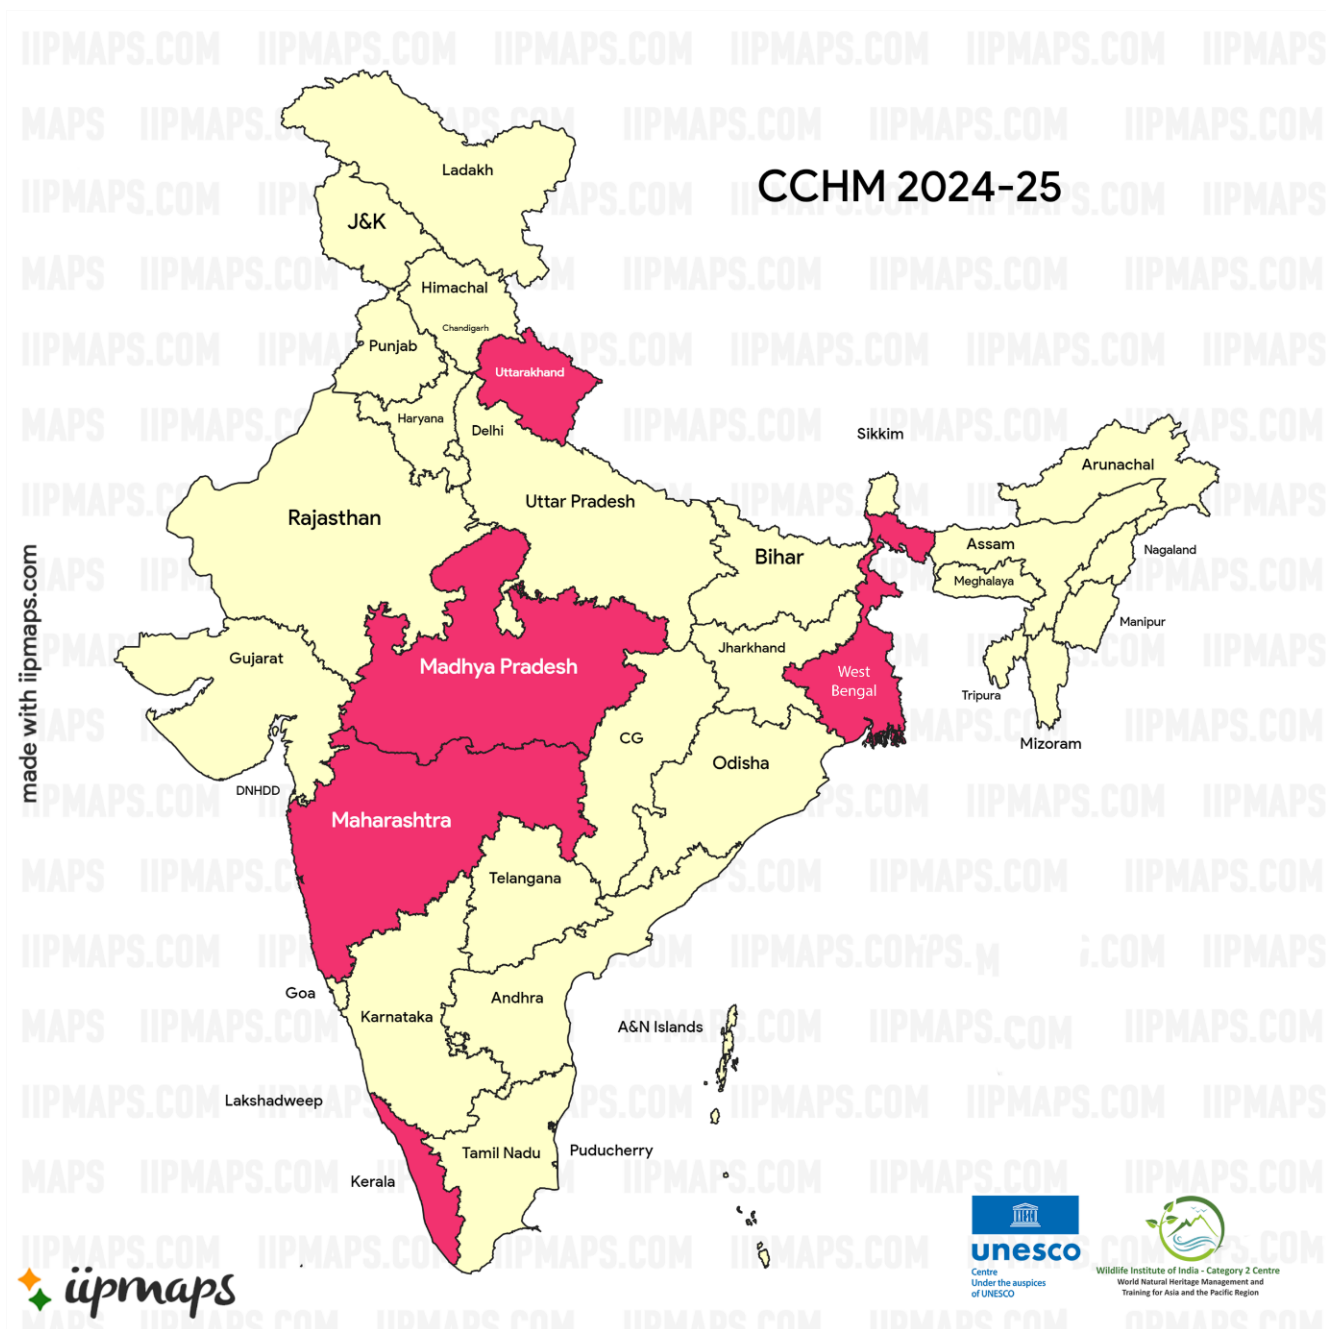 CCHM 2024-25
Ladakh
J&K
Himachal
Chandigarh
Punjab
Uttarakhand
Haryana
Delhi
Sikkim
Arunachal
Uttar Pradesh
Rajasthan
Bihar
Assam
Nagaland
Meghalaya
Manipur
Jharkhand
Gujarat
Madhya Pradesh
West
Bengal
Tripura
CG
Mizoram
Odisha
DNHDD
Maharashtra
Telangana
Goa
Andhra
Karnataka
A&N Islands
Lakshadweep
Tamil Nadu
Puducherry
Kerala
made with iipmaps.com
iipmaps
unesco
Centre
Under the auspices
of UNESCO
Wildlife Institute of India - Category 2 Centre
World Natural Heritage Management and
Training for Asia and the Pacific Region
IIPMAPS.COM